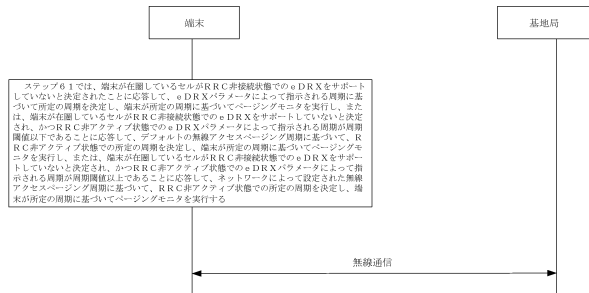 端末
基地局
ステップ61では、端末が在圏しているセルがRRC非接続状態でのeDRXをサポート
していないと決定されたことに応答して、eDRXパラメータによって指示される周期に基
づいて所定の周期を決定し、端末が所定の周期に基づいてページングモニタを実行し、また
は、端末が在圏しているセルがRRC非接続状態でのeDRXをサポートしていないと決定
され、かつRRC非アクティブ状態でのeDRXパラメータによって指示される周期が周期
閾値以下であることに応答して、デフォルトの無線アクセスページング周期に基づいて、R
RC非アクティブ状態での所定の周期を決定し、端末が所定の周期に基づいてページングモニ
タを実行し、または、端末が在圏しているセルがRRC非接続状態でのeDRXをサポー
トしていないと決定され、かつRRC非アクティブ状態でのeDRXパラメータによって指
示される周期が周期閾値以上であることに応答して、ネットワークによって設定された無線
アクセスページング周期に基づいて、RRC非アクティブ状態での所定の周期を決定し、端
末が所定の周期に基づいてページングモニタを実行する
無線通信